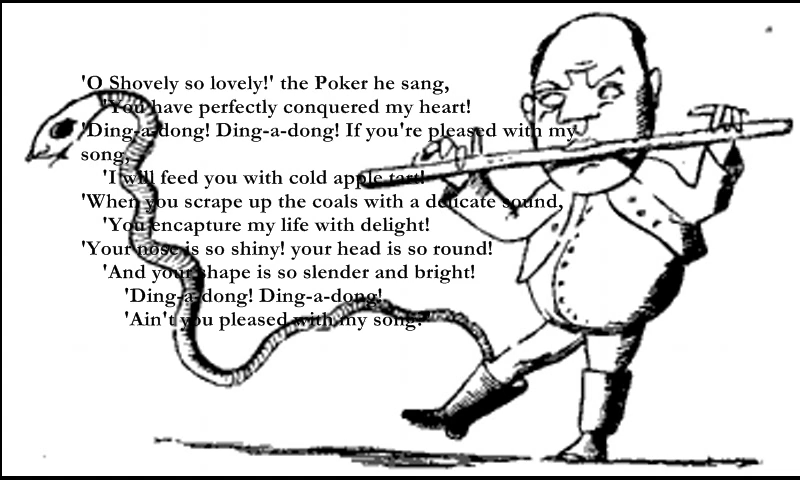 'O Shovely so lovely!' the Poker he sang,
'You have perfectly conquered my heart!
'Ding-a-dong! Ding-a-dong! If you're pleased with my
song,
'I will feed you with cold apple tart!
'When you scrape up the coals with a delicate sound,
'You encapture my life with delight!
'Your nose is so shiny! your head is so round!
'And your shape is so slender and bright!
'Ding-a-dong! Ding-a-dong!
'Ain't you pleased with my song?'